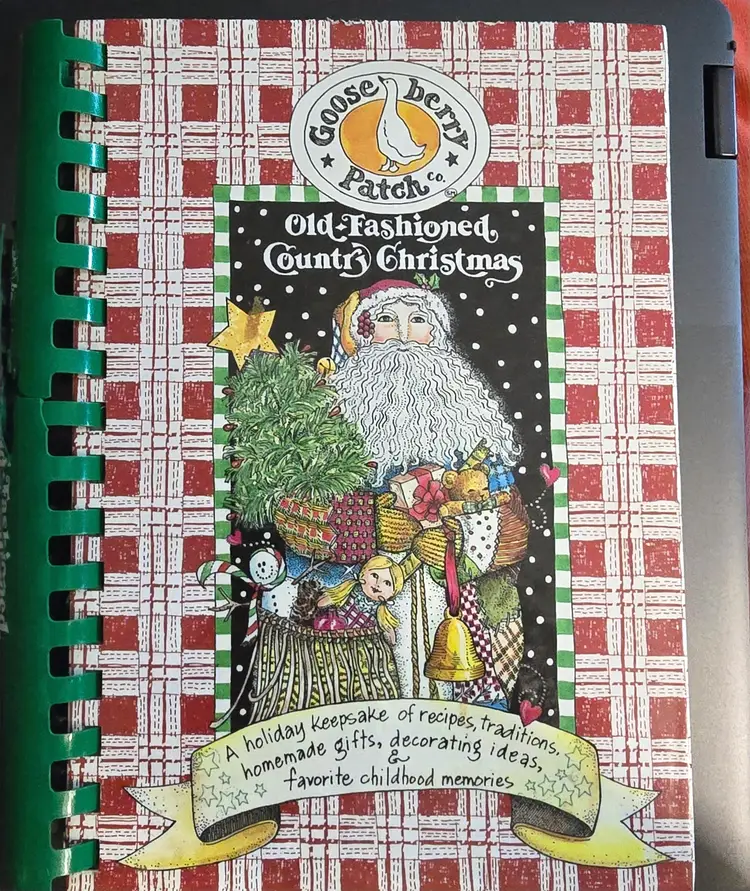 Goose berry
Patch Co.
Old-Fashioned
Country Christmas
A holiday keepsake of recipes, traditions,
homemade gifts, decorating ideas,
&
favorite childhood memories